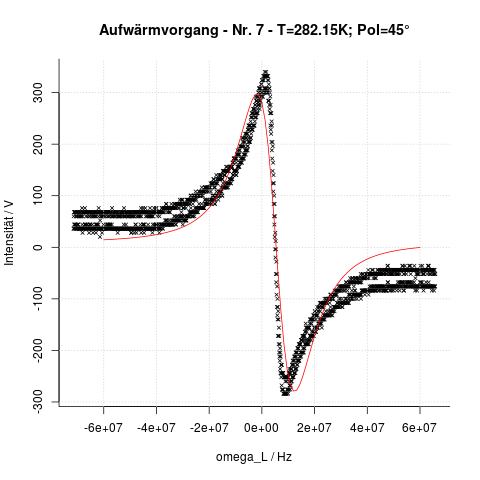 Aufwärmvorgang - Nr. 7 - T=282.15K; Pol=45°
Intensität / V
300
200
100
0
-100
-200
-300
-6e+07 -4e+07 -2e+07 0e+00 2e+07 4e+07 6e+07
omega_L / Hz